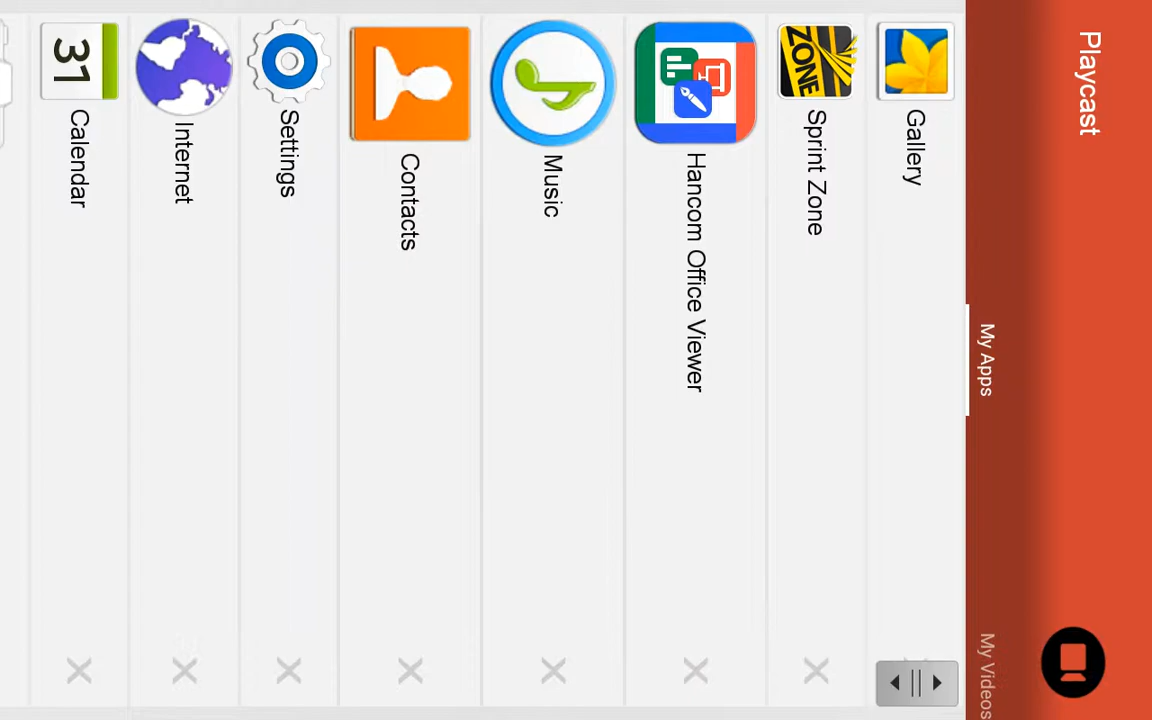 Playcast
My Apps
My Videos
Gallery
ZONE
Sprint Zone
Hancom Office Viewer
Music
Contacts
Settings
Internet
31
Calendar